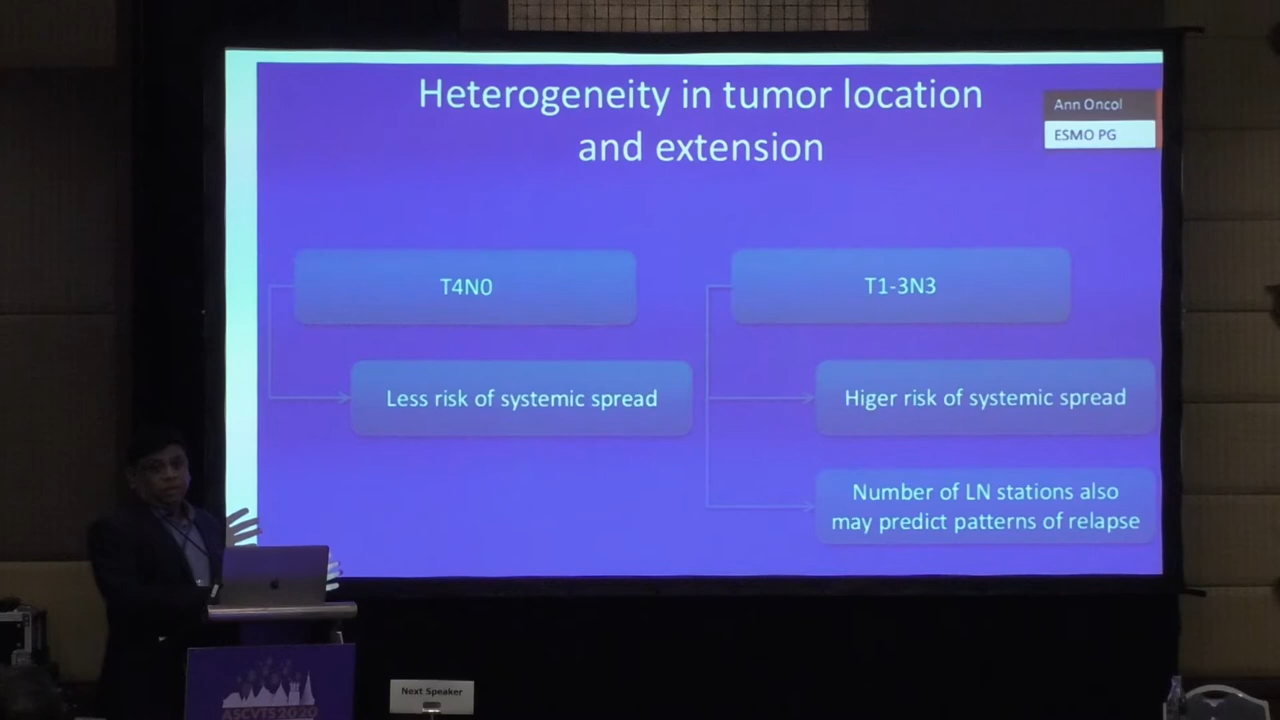 Heterogeneity in tumor location
and extension
Ann Oncol
ESMO PG
T4N0
Less risk of systemic spread
T1-3N3
Higer risk of systemic spread
Number of LN stations also
may predict patterns of relapse
Next Speaker
ASCVTS2020